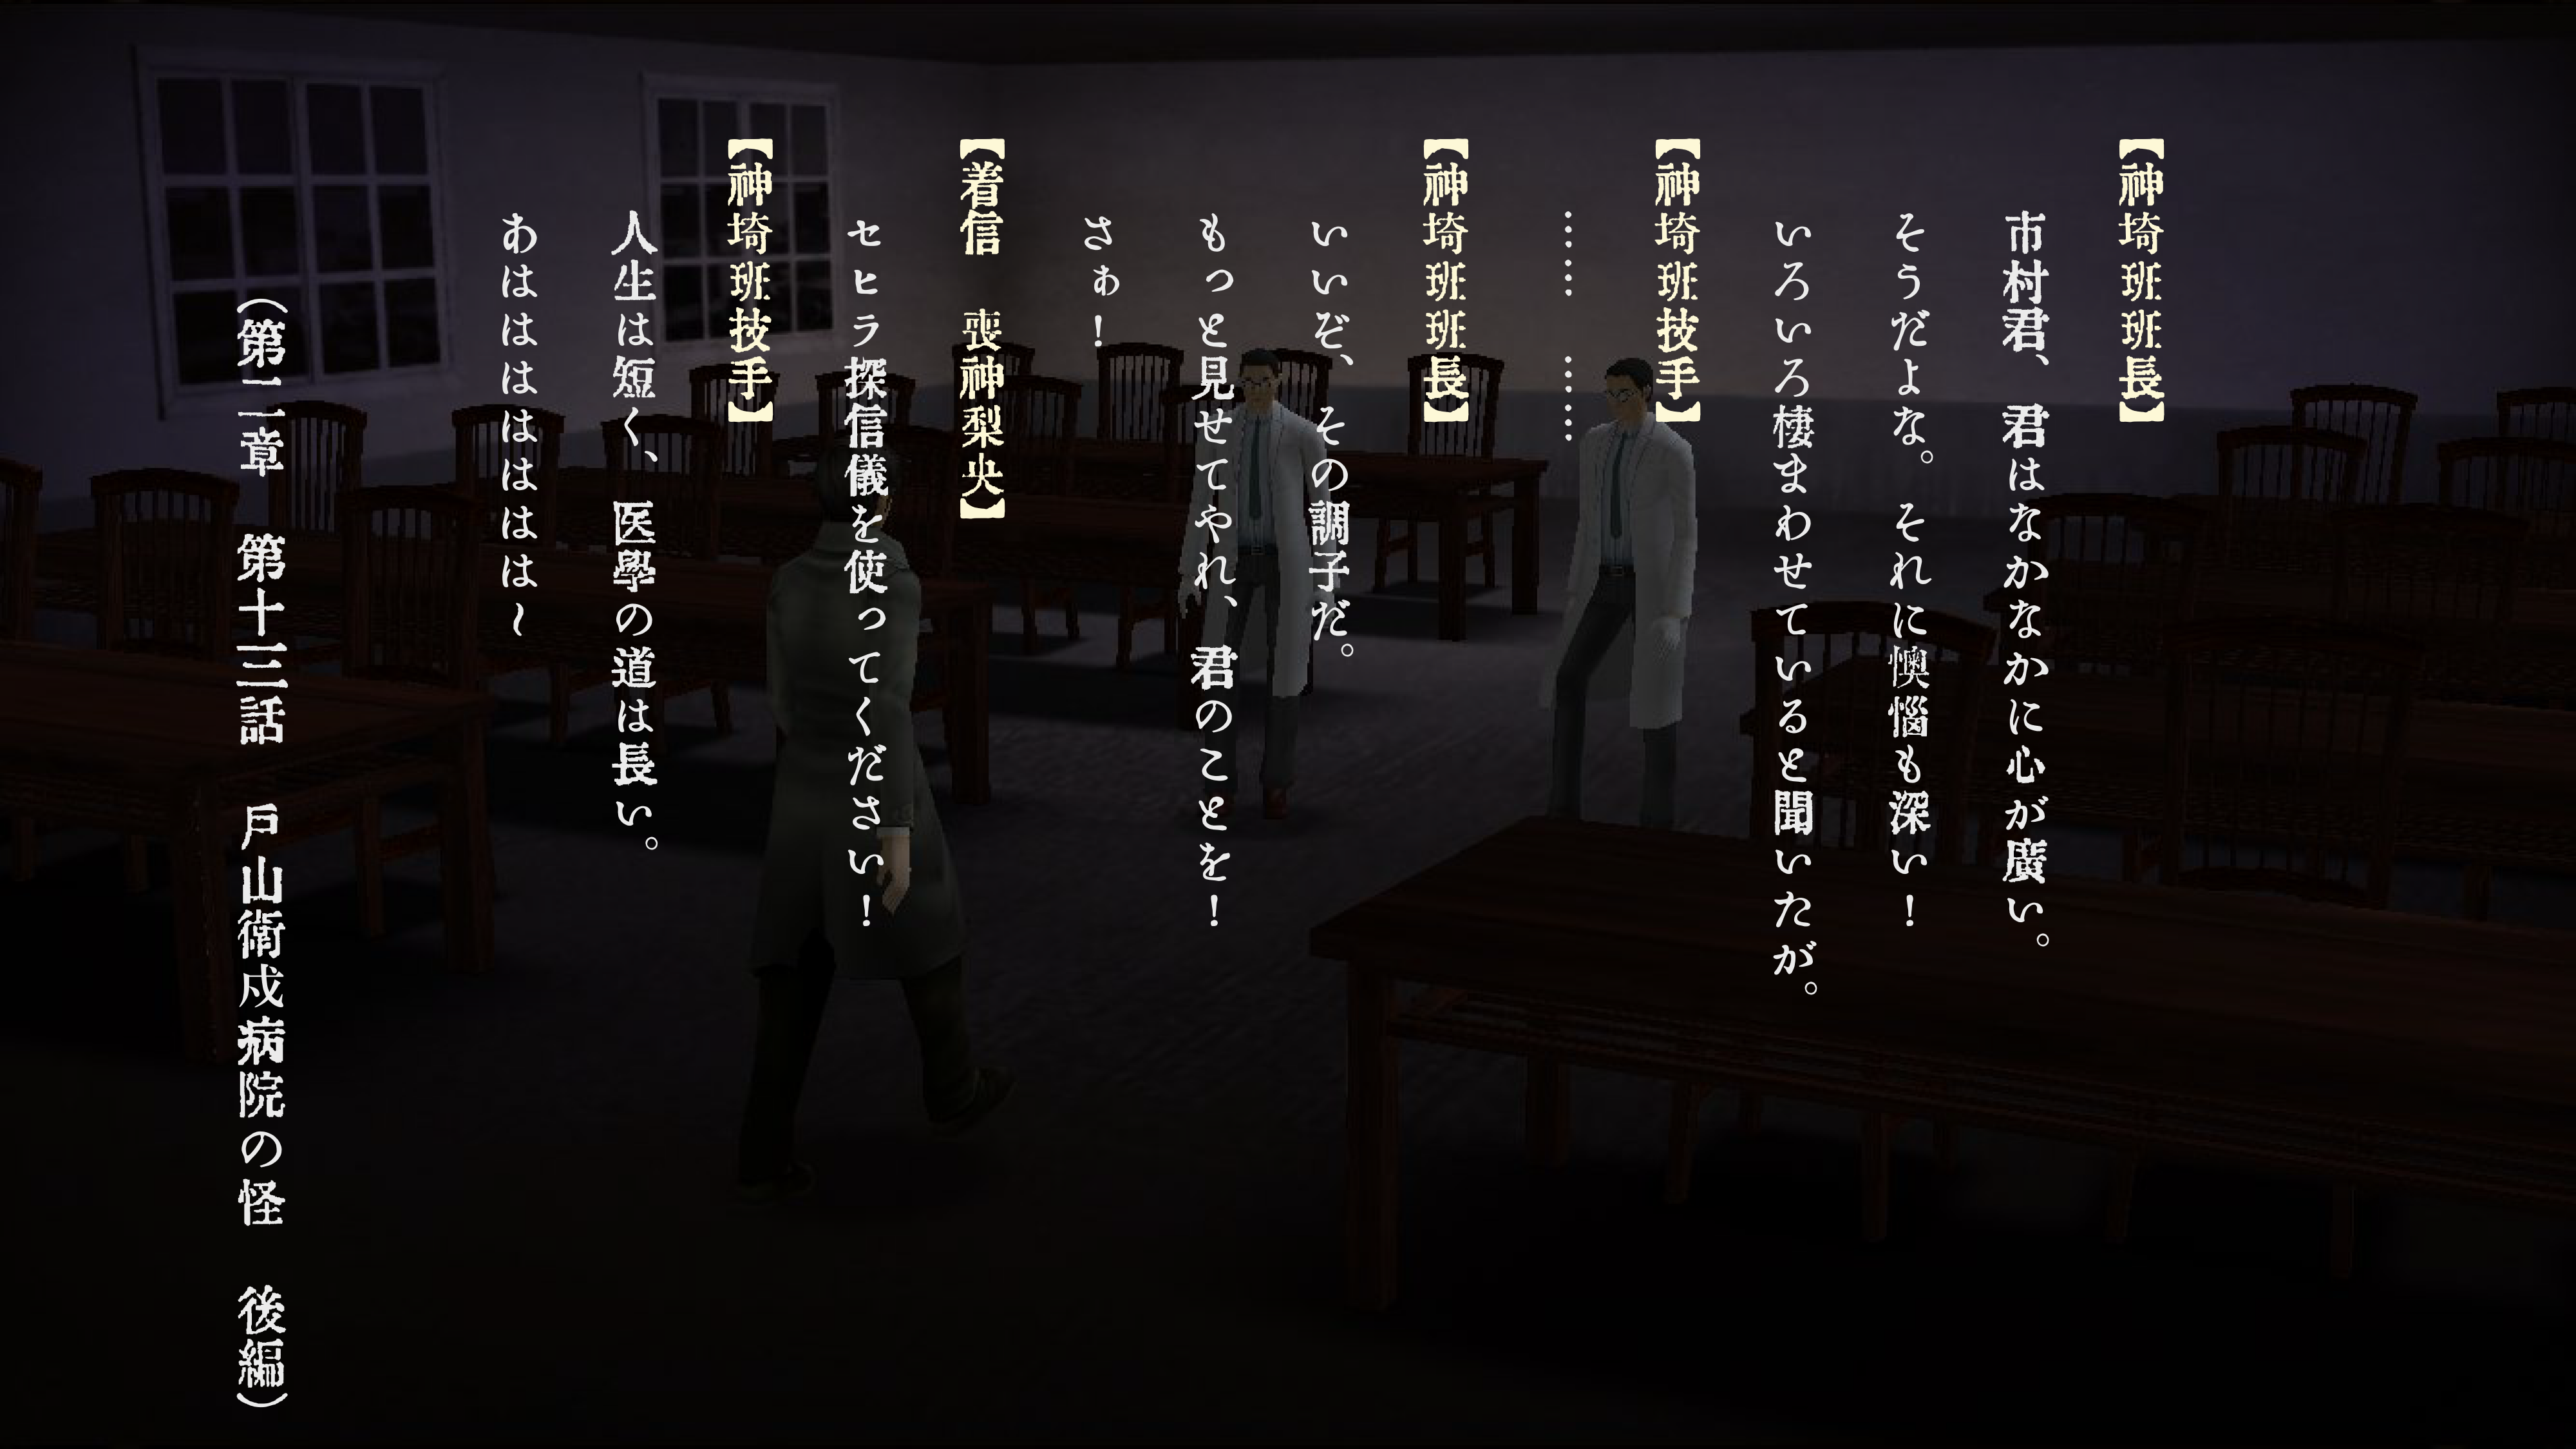 【神埼班班長】
市村君、君はなかなかに心が廣い。
そうだよな。それに懊惱も深い！
いろいろ棲まわせていると聞いたが。
【神埼班技手】
……　……
【神埼班班長】
いいぞ、その調子だ。
もっと見せてやれ、君のことを！
さぁ！
【着信　喪神梨央】
セヒラ探信儀を使ってください！
【神埼班技手】
人生は短く、医學の道は長い。
あはははははははは～
（第二章　第十三話　戸山衛戍病院の怪　後編）